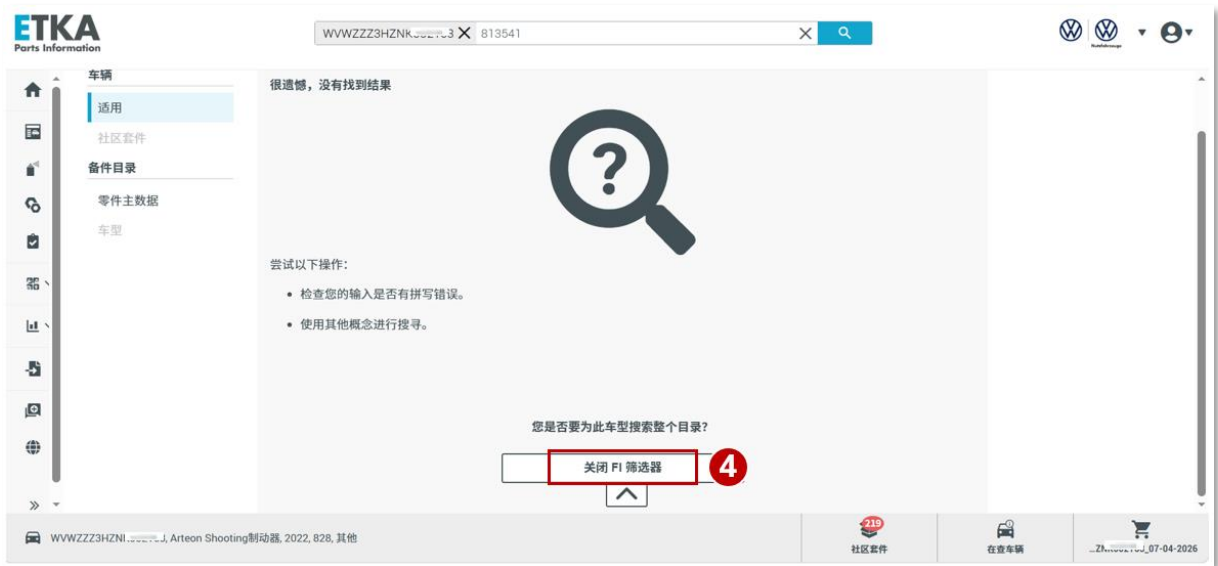 ETKA
Parts Information
813541
车辆
适用
社区套件
备件目录
零件主数据
车型
很遗憾，没有找到结果
?
尝试以下操作：
检查您的输入是否有拼写错误。
使用其他概念进行搜寻。
您是否要为此车型搜索整个目录？
关闭 FI 筛选器
4
Arteon Shooting制动器, 2022, 828, 其他
219
社区套件
在查车辆
_07-04-2026